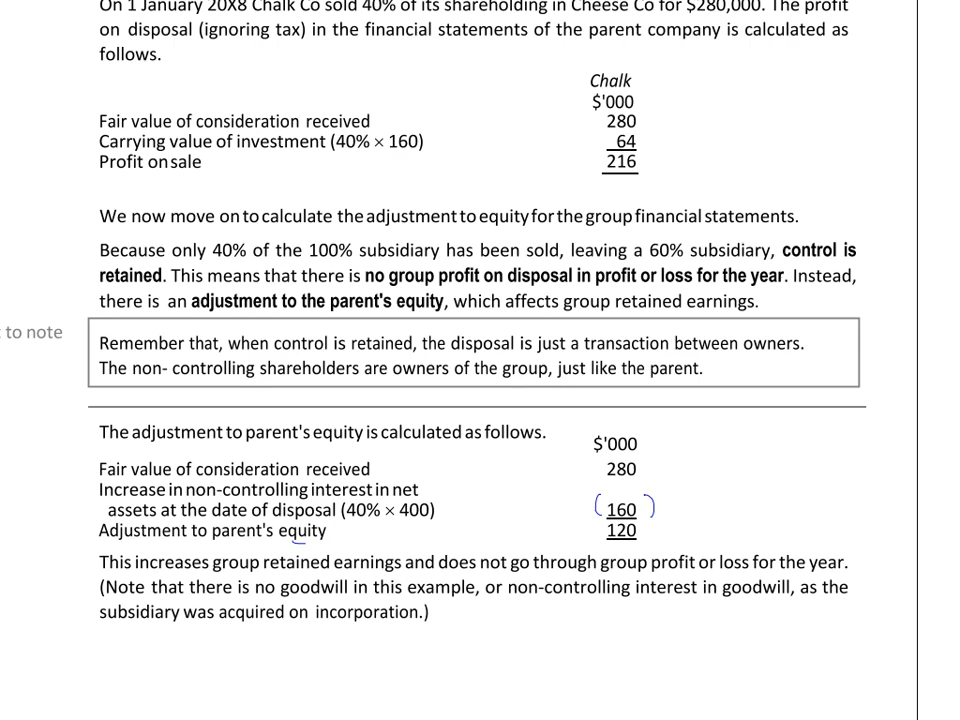 On 1 January 20X8 Chalk Co sold 40% of its shareholding in Cheese Co for $280,000. The profit
on disposal (ignoring tax) in the financial statements of the parent company is calculated as
follows.
Chalk
$'000
Fair value of consideration received 280
Carrying value of investment (40% × 160) 64
Profit on sale 216
We now move on to calculate the adjustment to equity for the group financial statements.
Because only 40% of the 100% subsidiary has been sold, leaving a 60% subsidiary, control is
retained. This means that there is no group profit on disposal in profit or loss for the year. Instead,
there is an adjustment to the parent's equity, which affects group retained earnings.
to note
Remember that, when control is retained, the disposal is just a transaction between owners.
The non- controlling shareholders are owners of the group, just like the parent.
The adjustment to parent's equity is calculated as follows.
$'000
Fair value of consideration received 280
Increase in non-controlling interest in net
assets at the date of disposal (40% × 400) (160)
Adjustment to parent's equity 120
This increases group retained earnings and does not go through group profit or loss for the year.
(Note that there is no goodwill in this example, or non-controlling interest in goodwill, as the
subsidiary was acquired on incorporation.)